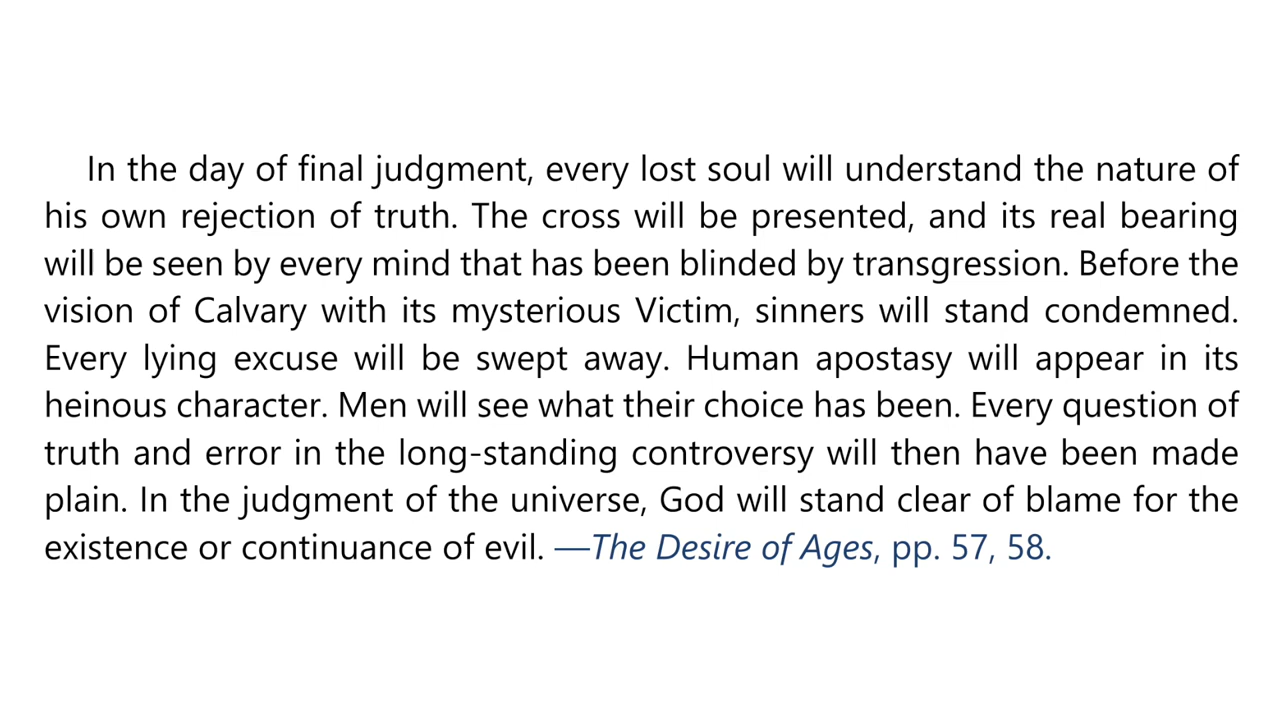 In the day of final judgment, every lost soul will understand the nature of
his own rejection of truth. The cross will be presented, and its real bearing
will be seen by every mind that has been blinded by transgression. Before the
vision of Calvary with its mysterious Victim, sinners will stand condemned.
Every lying excuse will be swept away. Human apostasy will appear in its
heinous character. Men will see what their choice has been. Every question of
truth and error in the long-standing controversy will then have been made
plain. In the judgment of the universe, God will stand clear of blame for the
existence or continuance of evil. —The Desire of Ages, pp. 57, 58.